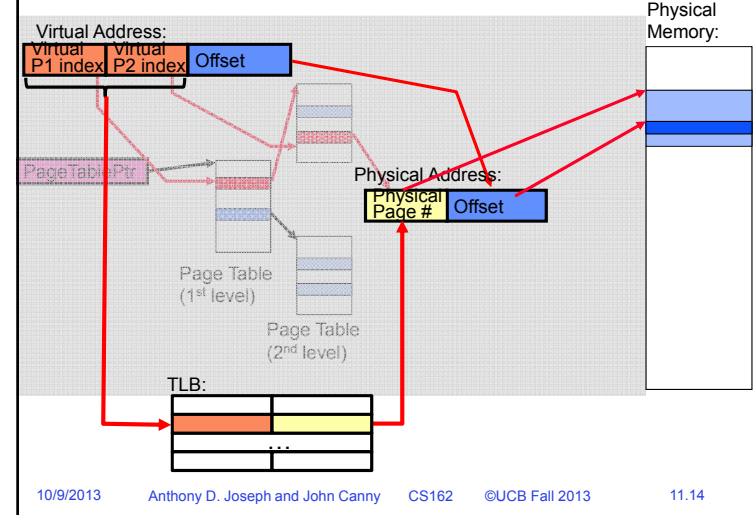 Physical
Memory:
Virtual Address:
Virtual
P1 index
Virtual
P2 index
Offset
PageTablePtr
Physical Address:
Physical
Page #
Offset
Page Table
(1st level)
Page Table
(2nd level)
TLB:
...
10/9/2013 Anthony D. Joseph and John Canny CS162 ©UCB Fall 2013 11.14